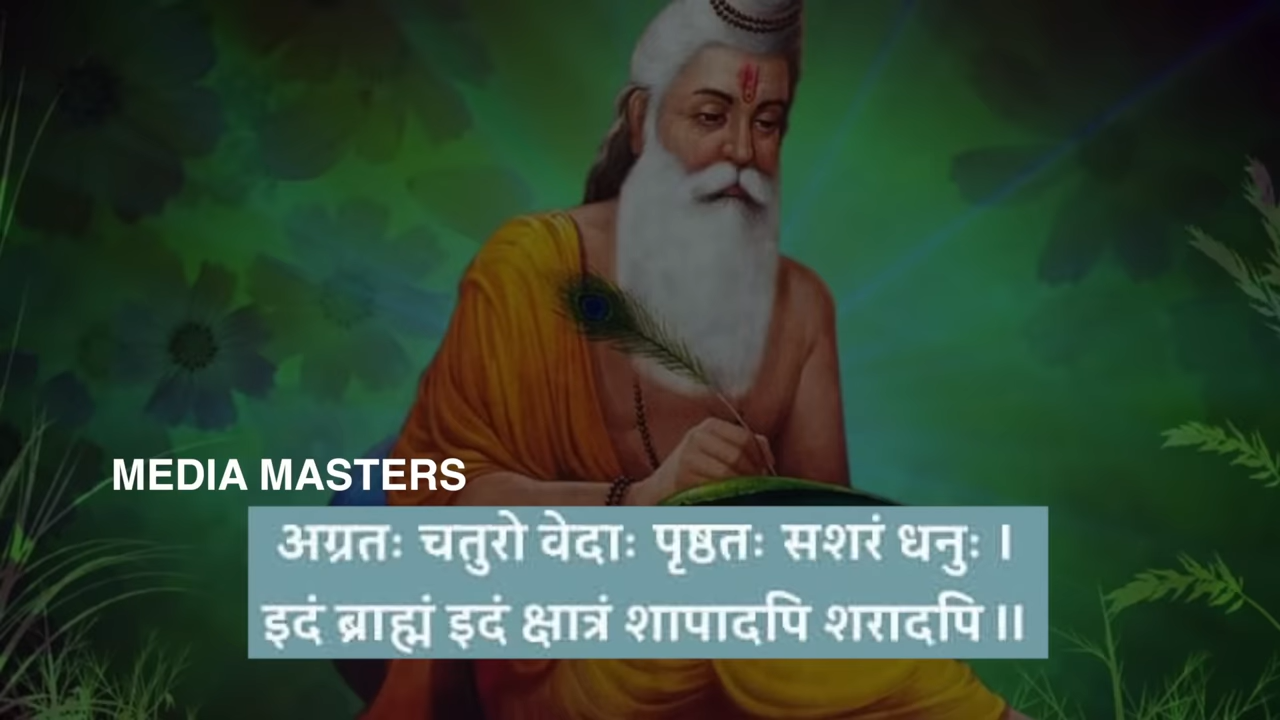 MEDIA MASTERS
अग्रतः चतुरो वेदाः पृष्ठतः सशरं धनुः ।
इदं ब्राह्मं इदं क्षात्रं शापादपि शरादपि ॥